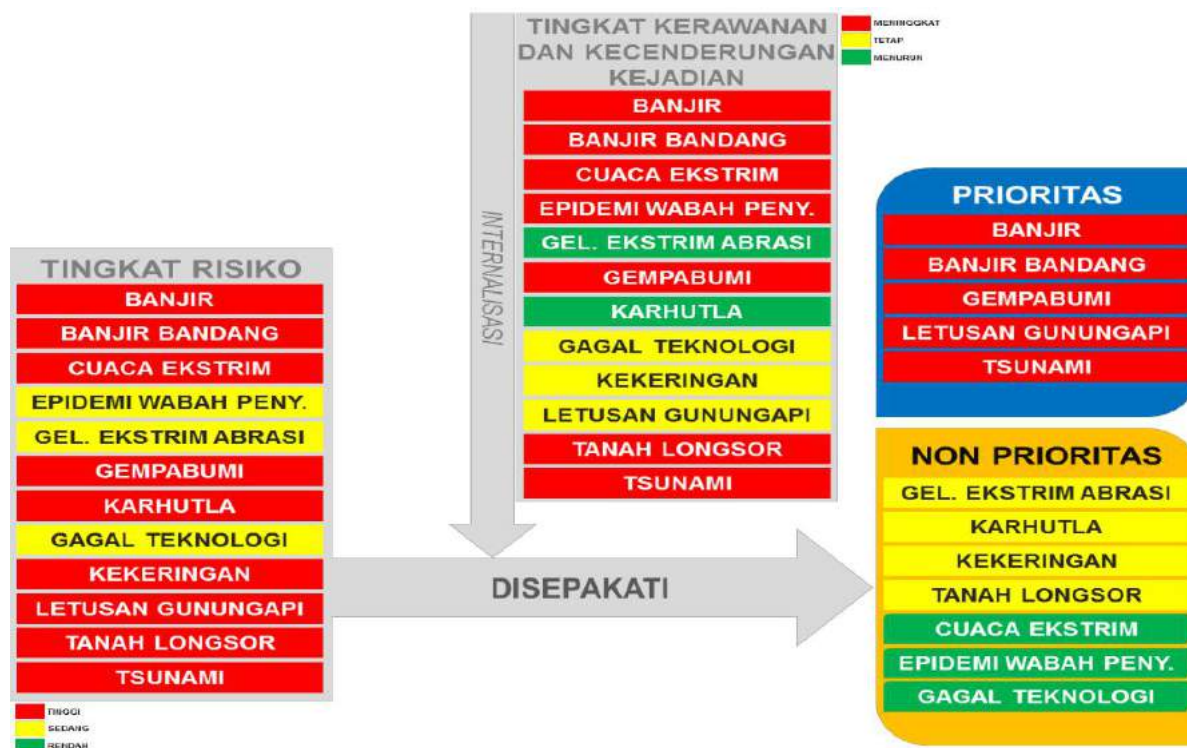 TINGKAT RISIKO
BANJIR
BANJIR BANDANG
CUACA EKSTRIM
EPIDEMI WABAH PENY.
GEL. EKSTRIM ABRASI
GEMPABUMI
KARHUTLA
GAGAL TEKNOLOGI
KEKERINGAN
LETUSAN GUNUNGAPI
TANAH LONGSOR
TSUNAMI
TINGGI
SEDANG
RENDAH
INTERNALISASI
TINGKAT KERAWANAN
DAN KECENDERUNGAN
KEJADIAN
BANJIR
BANJIR BANDANG
CUACA EKSTRIM
EPIDEMI WABAH PENY.
GEL. EKSTRIM ABRASI
GEMPABUMI
KARHUTLA
GAGAL TEKNOLOGI
KEKERINGAN
LETUSAN GUNUNGAPI
TANAH LONGSOR
TSUNAMI
MENINGGKAT
TETAP
MENURUN
DISEPAKATI
PRIORITAS
BANJIR
BANJIR BANDANG
GEMPABUMI
LETUSAN GUNUNGAPI
TSUNAMI
NON PRIORITAS
GEL. EKSTRIM ABRASI
KARHUTLA
KEKERINGAN
TANAH LONGSOR
CUACA EKSTRIM
EPIDEMI WABAH PENY.
GAGAL TEKNOLOGI